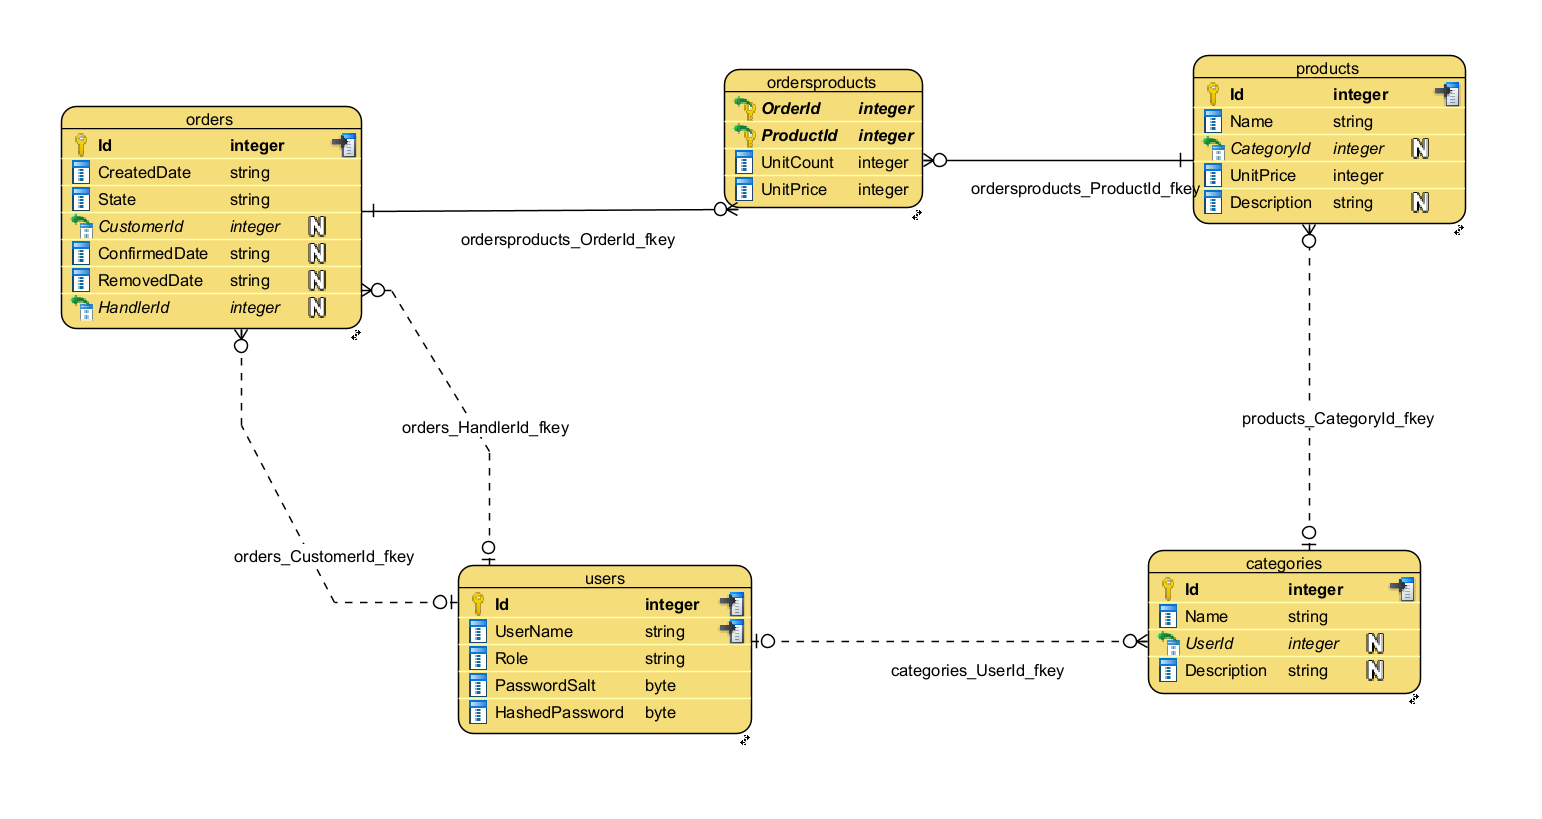 orders
Id integer
CreatedDate string
State string
CustomerId integer N
ConfirmedDate string N
RemovedDate string N
HandlerId integer N
ordersproducts
OrderId integer
ProductId integer
UnitCount integer
UnitPrice integer
products
Id integer
Name string
CategoryId integer N
UnitPrice integer
Description string N
ordersproducts_OrderId_fkey
ordersproducts_ProductId_fkey
orders_HandlerId_fkey
products_CategoryId_fkey
orders_CustomerId_fkey
users
Id integer
UserName string
Role string
PasswordSalt byte
HashedPassword byte
categories_UserId_fkey
categories
Id integer
Name string
UserId integer N
Description string N